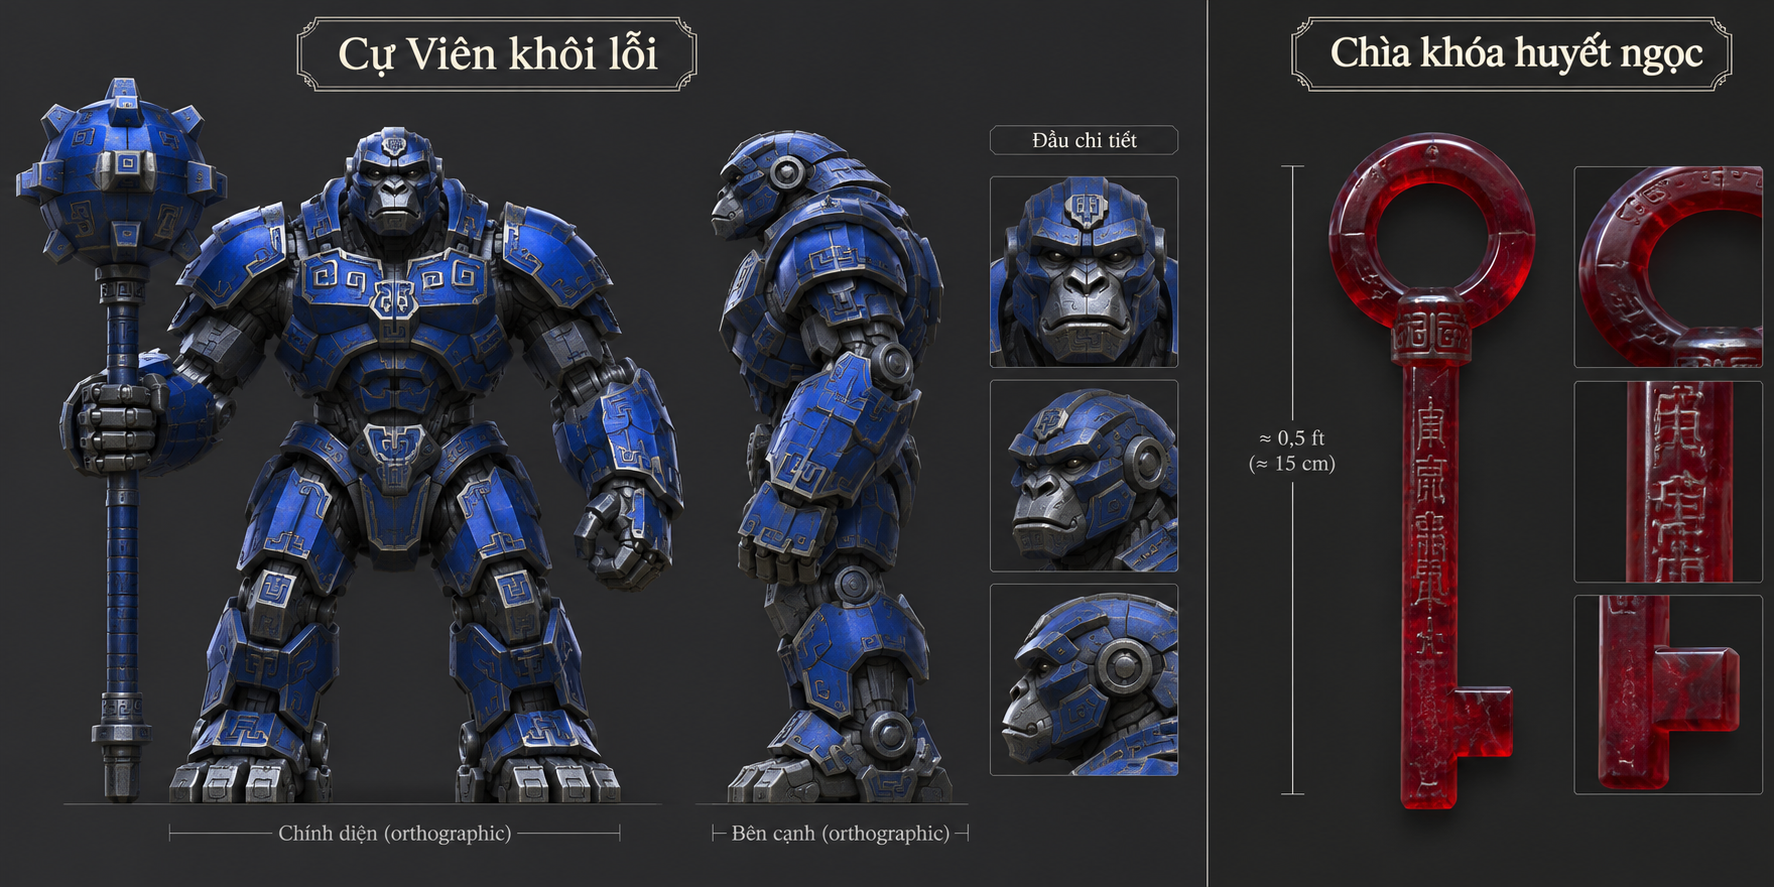 Cự Viên khôi lỗi
Đầu chi tiết
Chính diện (orthographic)
Bên cạnh (orthographic)
Chìa khóa huyết ngọc
≈ 0,5 ft
(≈ 15 cm)